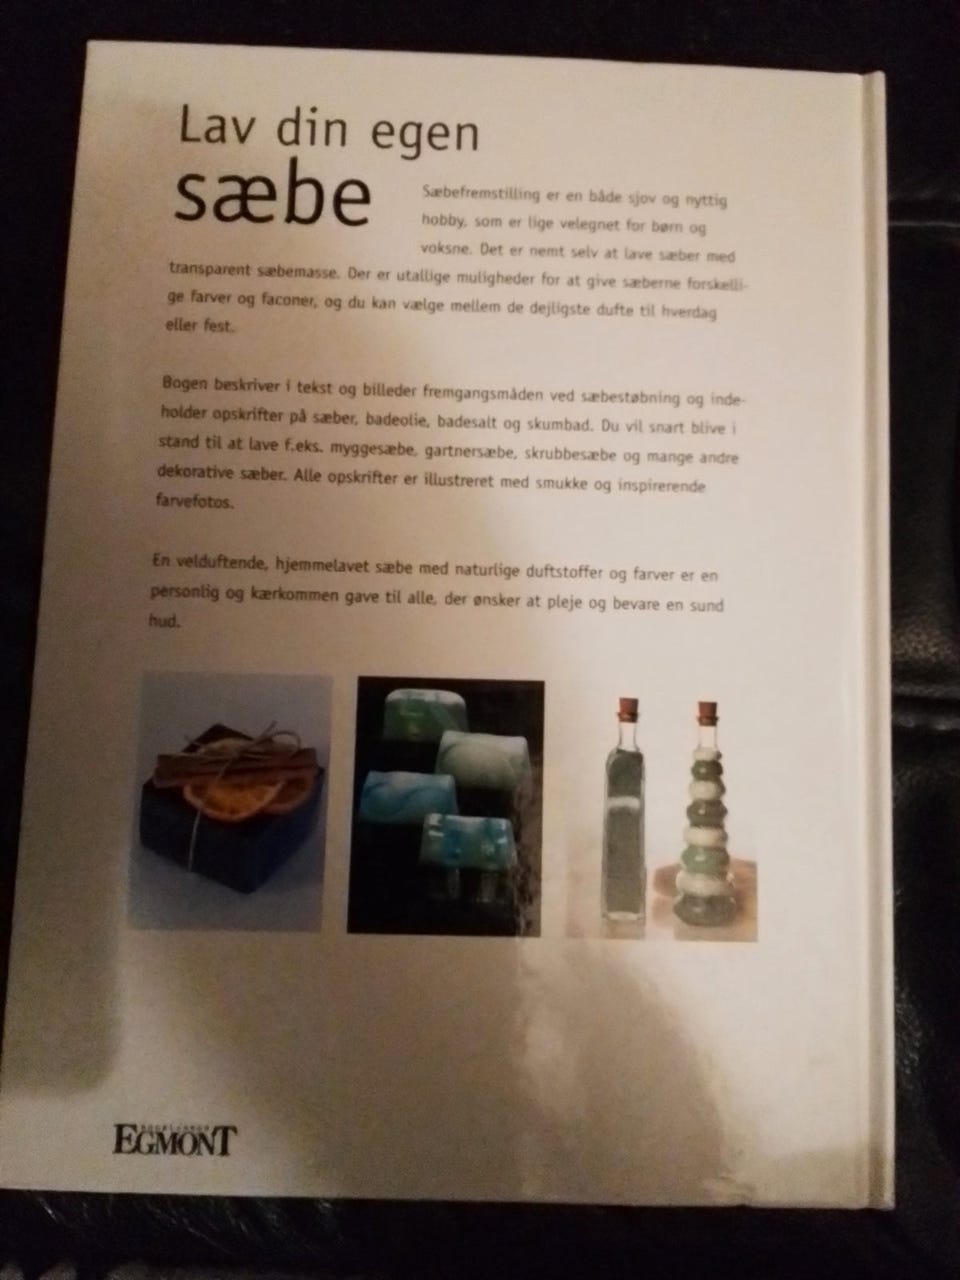 Lav din egen
sæbe
Sæbefremstilling er en både sjov og nyttig
hobby, som er lige velegnet for børn og
voksne. Det er nemt selv at lave sæber med
transparent sæbemasse. Der er utallige muligheder for at give sæberne forskelli-
ge farver og faconer, og du kan vælge mellem de dejligste dufte til hverdag
eller fest.
Bogen beskriver i tekst og billeder fremgangsmåden ved sæbestøbning og inde-
holder opskrifter på sæber, badeolie, badesalt og skumbad. Du vil snart blive i
stand til at lave f.eks. myggesæbe, gartnersæbe, skrubbesæbe og mange andre
dekorative sæber. Alle opskrifter er illustreret med smukke og inspirerende
farvefotos.
En velduftende, hjemmelavet sæbe med naturlige duftstoffer og farver er en
personlig og kærkommen gave til alle, der ønsker at pleje og bevare en sund
hud.
EGMONT